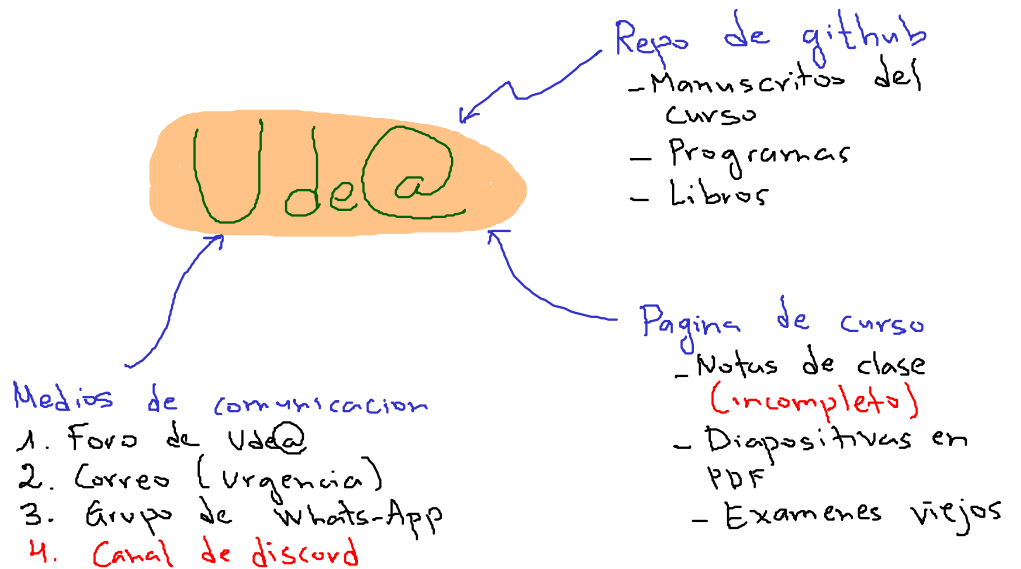 Ude@
Repo de github
- Manuscritos del
curso
- Programas
- Libros
Pagina de curso
- Notas de clase
(incompleto)
- Diapositivas en
PDF
- Examenes viejos
Medios de comunicacion
1. Foro de Ude@
2. Correo (Urgencia)
3. Grupo de Whats-App
4. Canal de discord